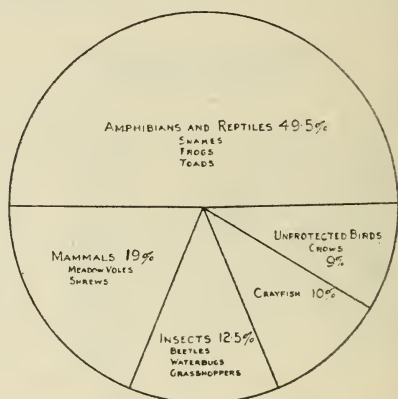 AMPHIBIANS AND REPTILES 49.5%
SNAKES
FROGS
TOADS
UNPROTECTED BIRDS
CROWS
9%
MAMMALS 19%
MEADOW VOLES
SHREWS
CRAYFISH 10%
INSECTS 12.5%
BEETLES
WATERBUGS
GRASSHOPPERS